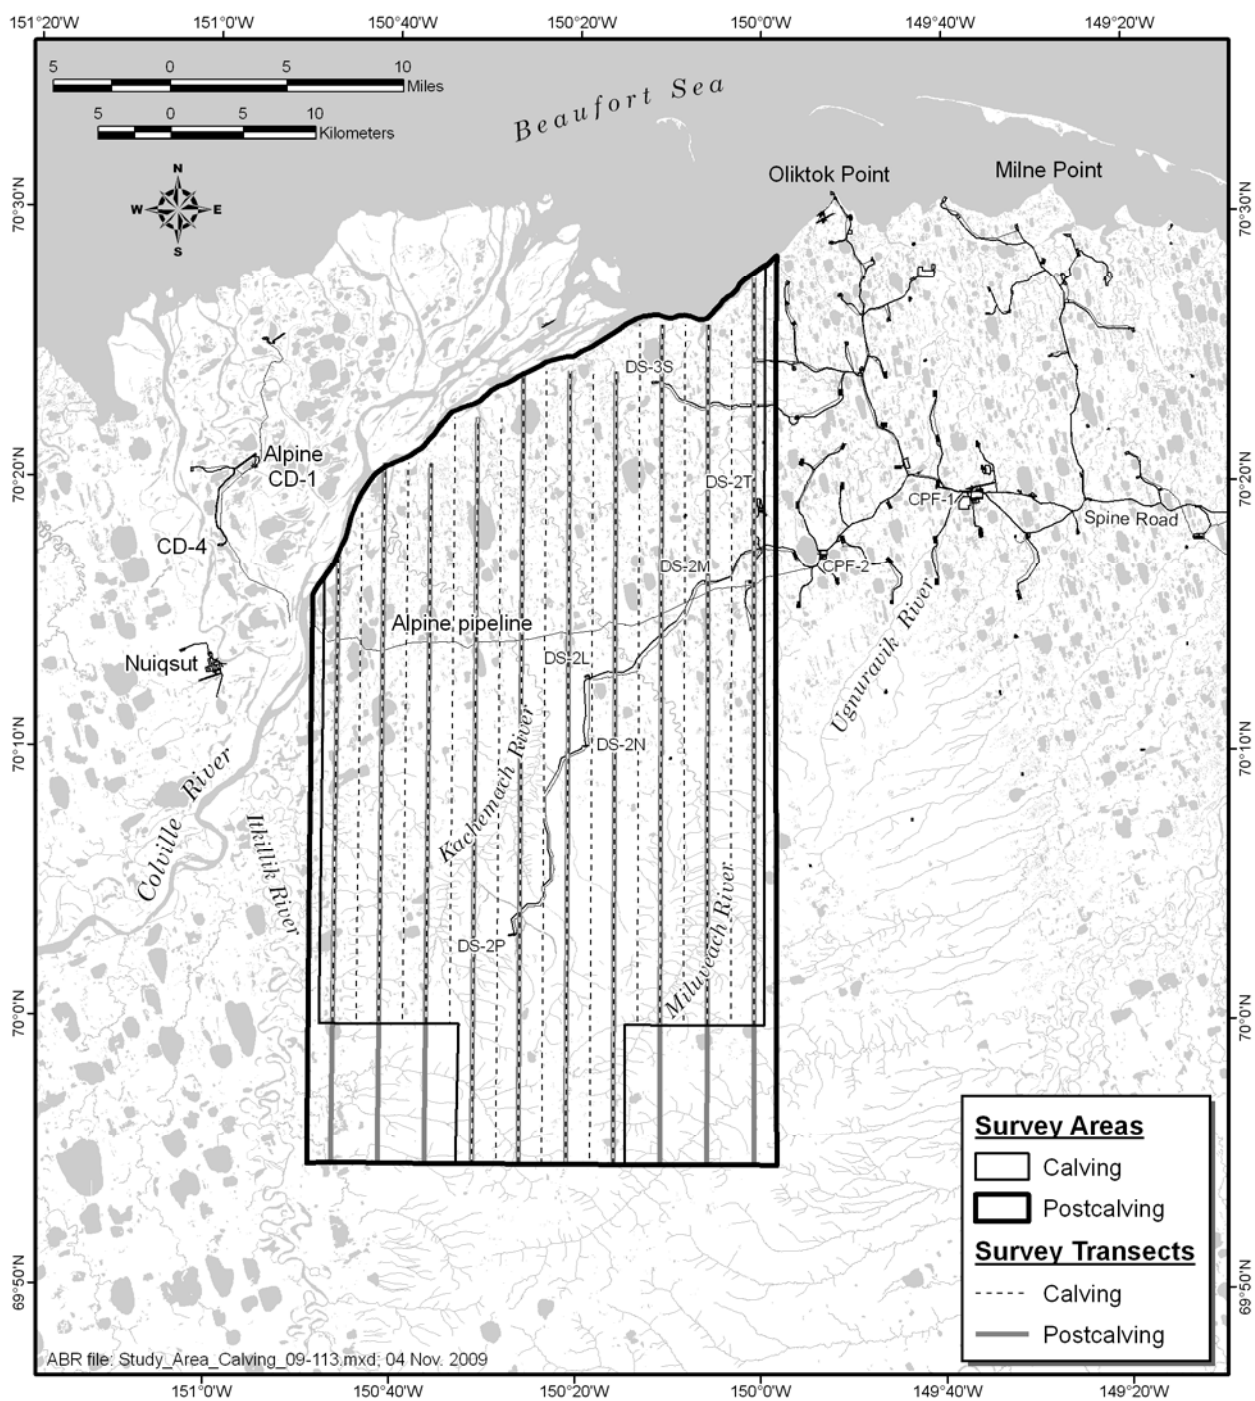 151°20'W 151°0'W 150°40'W 150°20'W 150°0'W 149°40'W 149°20'W
5 0 5 10
Miles
5 0 5 10
Kilometers
Beaufort Sea
N
W E
S
Oliktok Point
Milne Point
70°30'N
70°30'N
DS-3S
Alpine
CD-1
70°20'N
70°20'N
DS-2T
CPF-1
Spine Road
CD-4
DS-2M
CPF-2
Alpine pipeline
Nuiqsut
DS-2L
Ugnuravik River
70°10'N
70°10'N
DS-2N
Kachemach River
Colville River
Itkillik River
DS-2P
Miluveach River
70°0'N
70°0'N
Survey Areas
Calving
Postcalving
Survey Transects
Calving
Postcalving
69°50'N
69°50'N
ABR file: Study_Area_Calving_09-113.mxd; 04 Nov. 2009
151°0'W 150°40'W 150°20'W 150°0'W 149°40'W 149°20'W